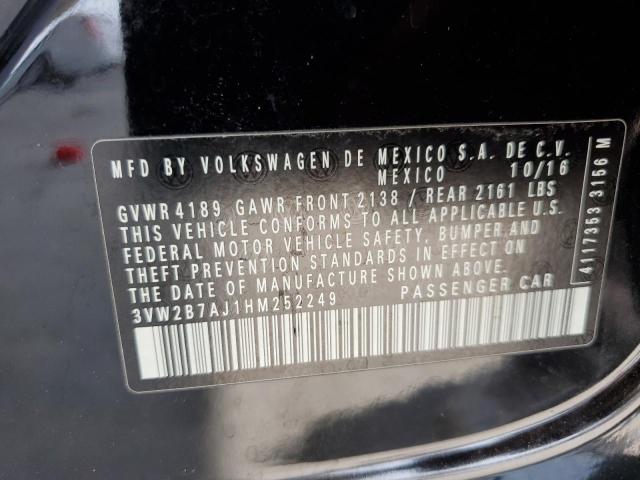 MFD BY VOLKSWAGEN DE MEXICO S.A. DE C.V.
MEXICO 10/16
GVWR 4189 GAWR FRONT 2138 / REAR 2161 LBS
THIS VEHICLE CONFORMS TO ALL APPLICABLE U.S.
FEDERAL MOTOR VEHICLE SAFETY, BUMPER AND
THEFT PREVENTION STANDARDS IN EFFECT ON
THE DATE OF MANUFACTURE SHOWN ABOVE.
3VW2B7AJ1HM252249 PASSENGER CAR
4117353 3156 M